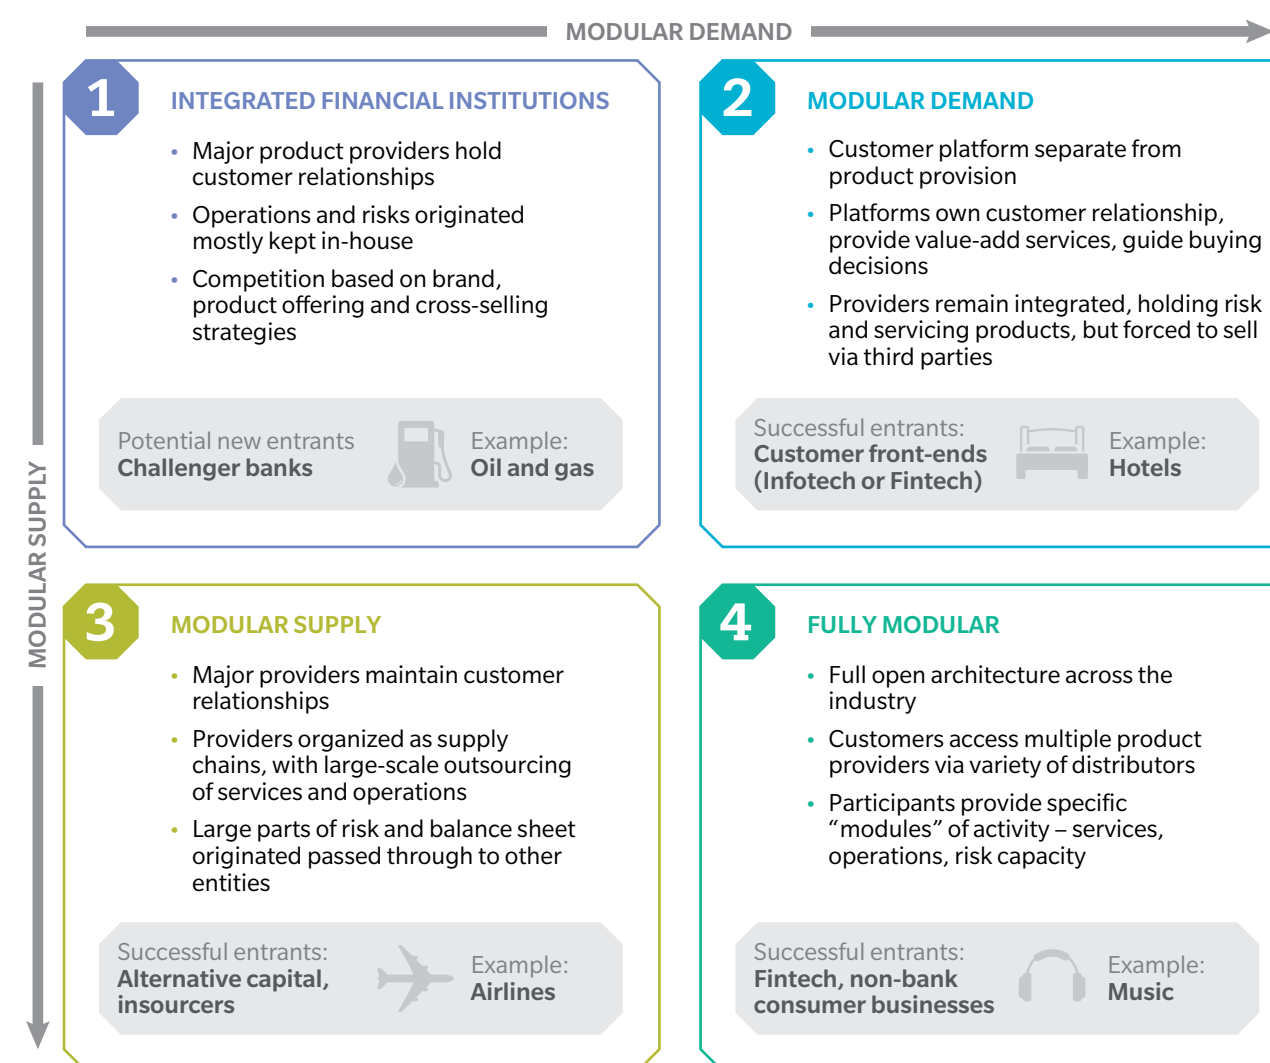 MODULAR DEMAND
MODULAR SUPPLY
1
INTEGRATED FINANCIAL INSTITUTIONS
• Major product providers hold
customer relationships
• Operations and risks originated
mostly kept in-house
• Competition based on brand,
product offering and cross-selling
strategies
Potential new entrants
Challenger banks
Example:
Oil and gas
2
MODULAR DEMAND
• Customer platform separate from
product provision
• Platforms own customer relationship,
provide value-add services, guide buying
decisions
• Providers remain integrated, holding risk
and servicing products, but forced to sell
via third parties
Successful entrants:
Customer front-ends
(Infotech or Fintech)
Example:
Hotels
3
MODULAR SUPPLY
• Major providers maintain customer
relationships
• Providers organized as supply
chains, with large-scale outsourcing
of services and operations
• Large parts of risk and balance sheet
originated passed through to other
entities
Successful entrants:
Alternative capital,
insourcers
Example:
Airlines
4
FULLY MODULAR
• Full open architecture across the
industry
• Customers access multiple product
providers via variety of distributors
• Participants provide specific
“modules” of activity – services,
operations, risk capacity
Successful entrants:
Fintech, non-bank
consumer businesses
Example:
Music